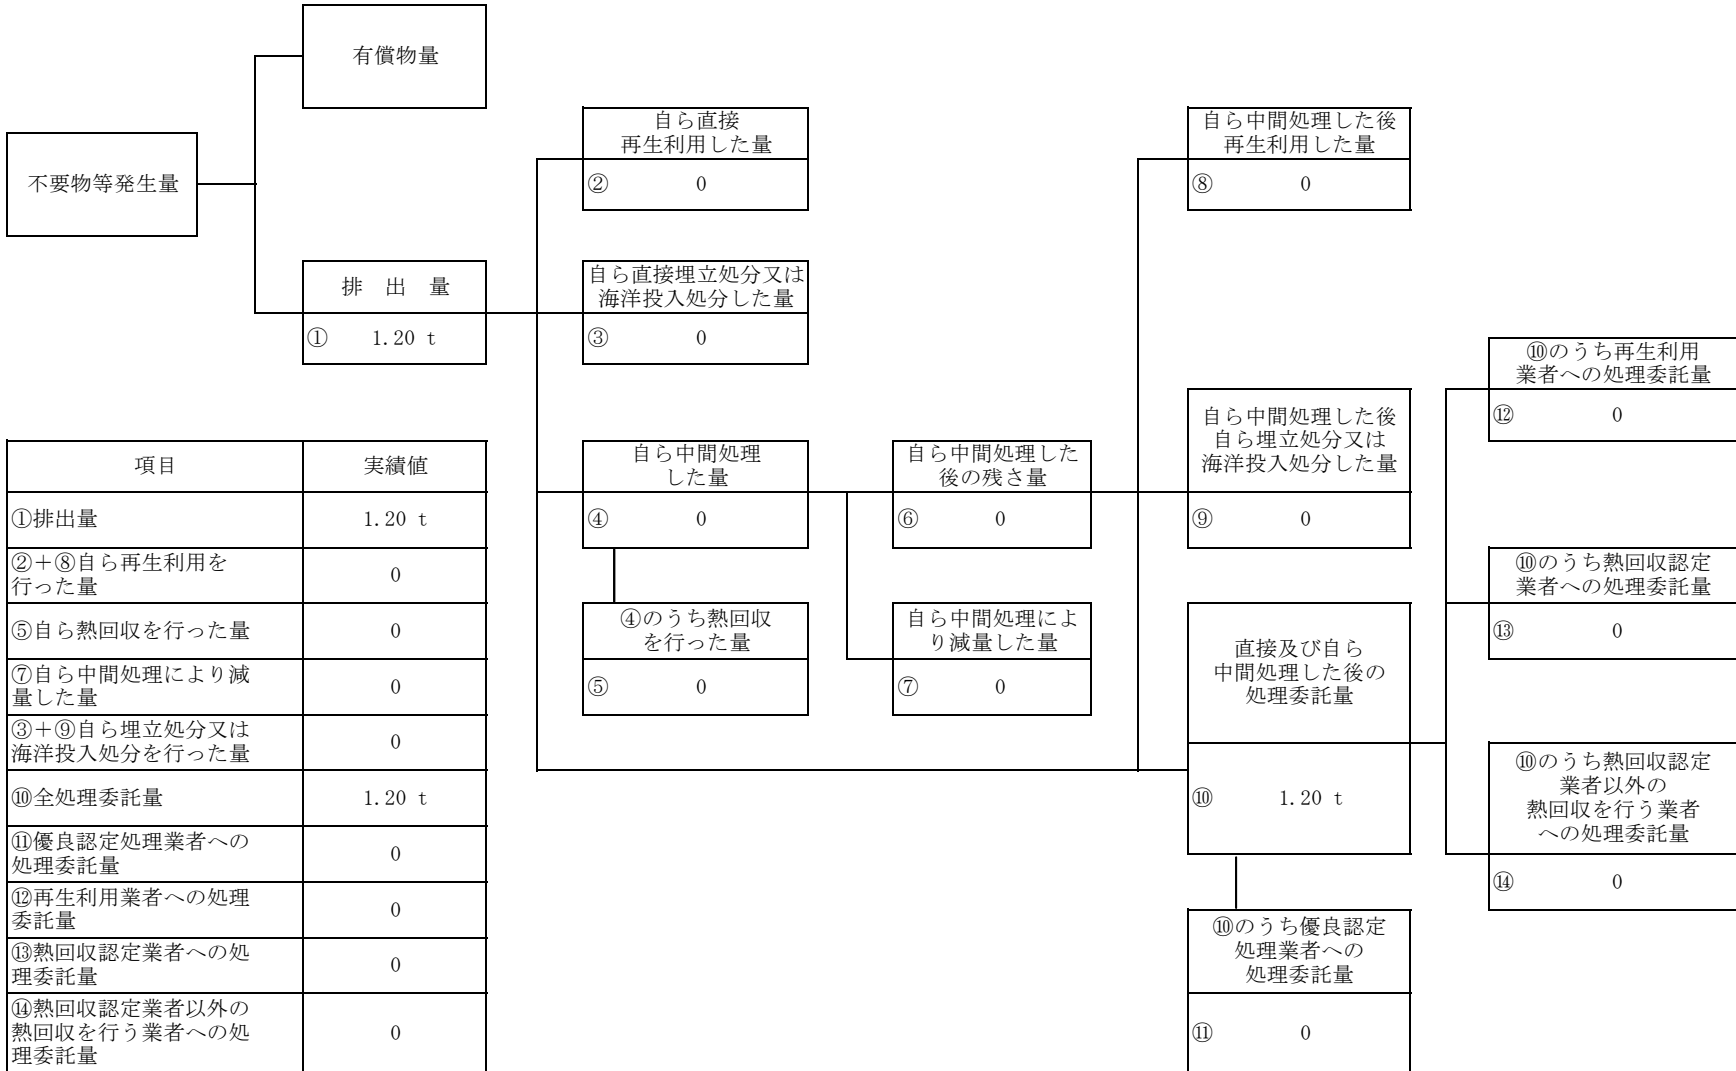 有償物量
不要物等発生量
排　出　量
① 1.20 t
自ら直接
再生利用した量
② 0
自ら直接埋立処分又は
海洋投入処分した量
③ 0
自ら中間処理
した量
④ 0
④のうち熱回収
を行った量
⑤ 0
自ら中間処理した
後の残さ量
⑥ 0
自ら中間処理によ
り減量した量
⑦ 0
自ら中間処理した後
再生利用した量
⑧ 0
自ら中間処理した後
自ら埋立処分又は
海洋投入処分した量
⑨ 0
直接及び自ら
中間処理した後の
処理委託量
⑩ 1.20 t
⑩のうち優良認定
処理業者への
処理委託量
⑪ 0
⑩のうち再生利用
業者への処理委託量
⑫ 0
⑩のうち熱回収認定
業者への処理委託量
⑬ 0
⑩のうち熱回収認定
業者以外の
熱回収を行う業者
への処理委託量
⑭ 0
項目 実績値
①排出量 1.20 t
②＋⑧自ら再生利用を
行った量 0
⑤自ら熱回収を行った量 0
⑦自ら中間処理により減
量した量 0
③＋⑨自ら埋立処分又は
海洋投入処分を行った量 0
⑩全処理委託量 1.20 t
⑪優良認定処理業者への
処理委託量 0
⑫再生利用業者への処理
委託量 0
⑬熱回収認定業者への処
理委託量 0
⑭熱回収認定業者以外の
熱回収を行う業者への処
理委託量 0